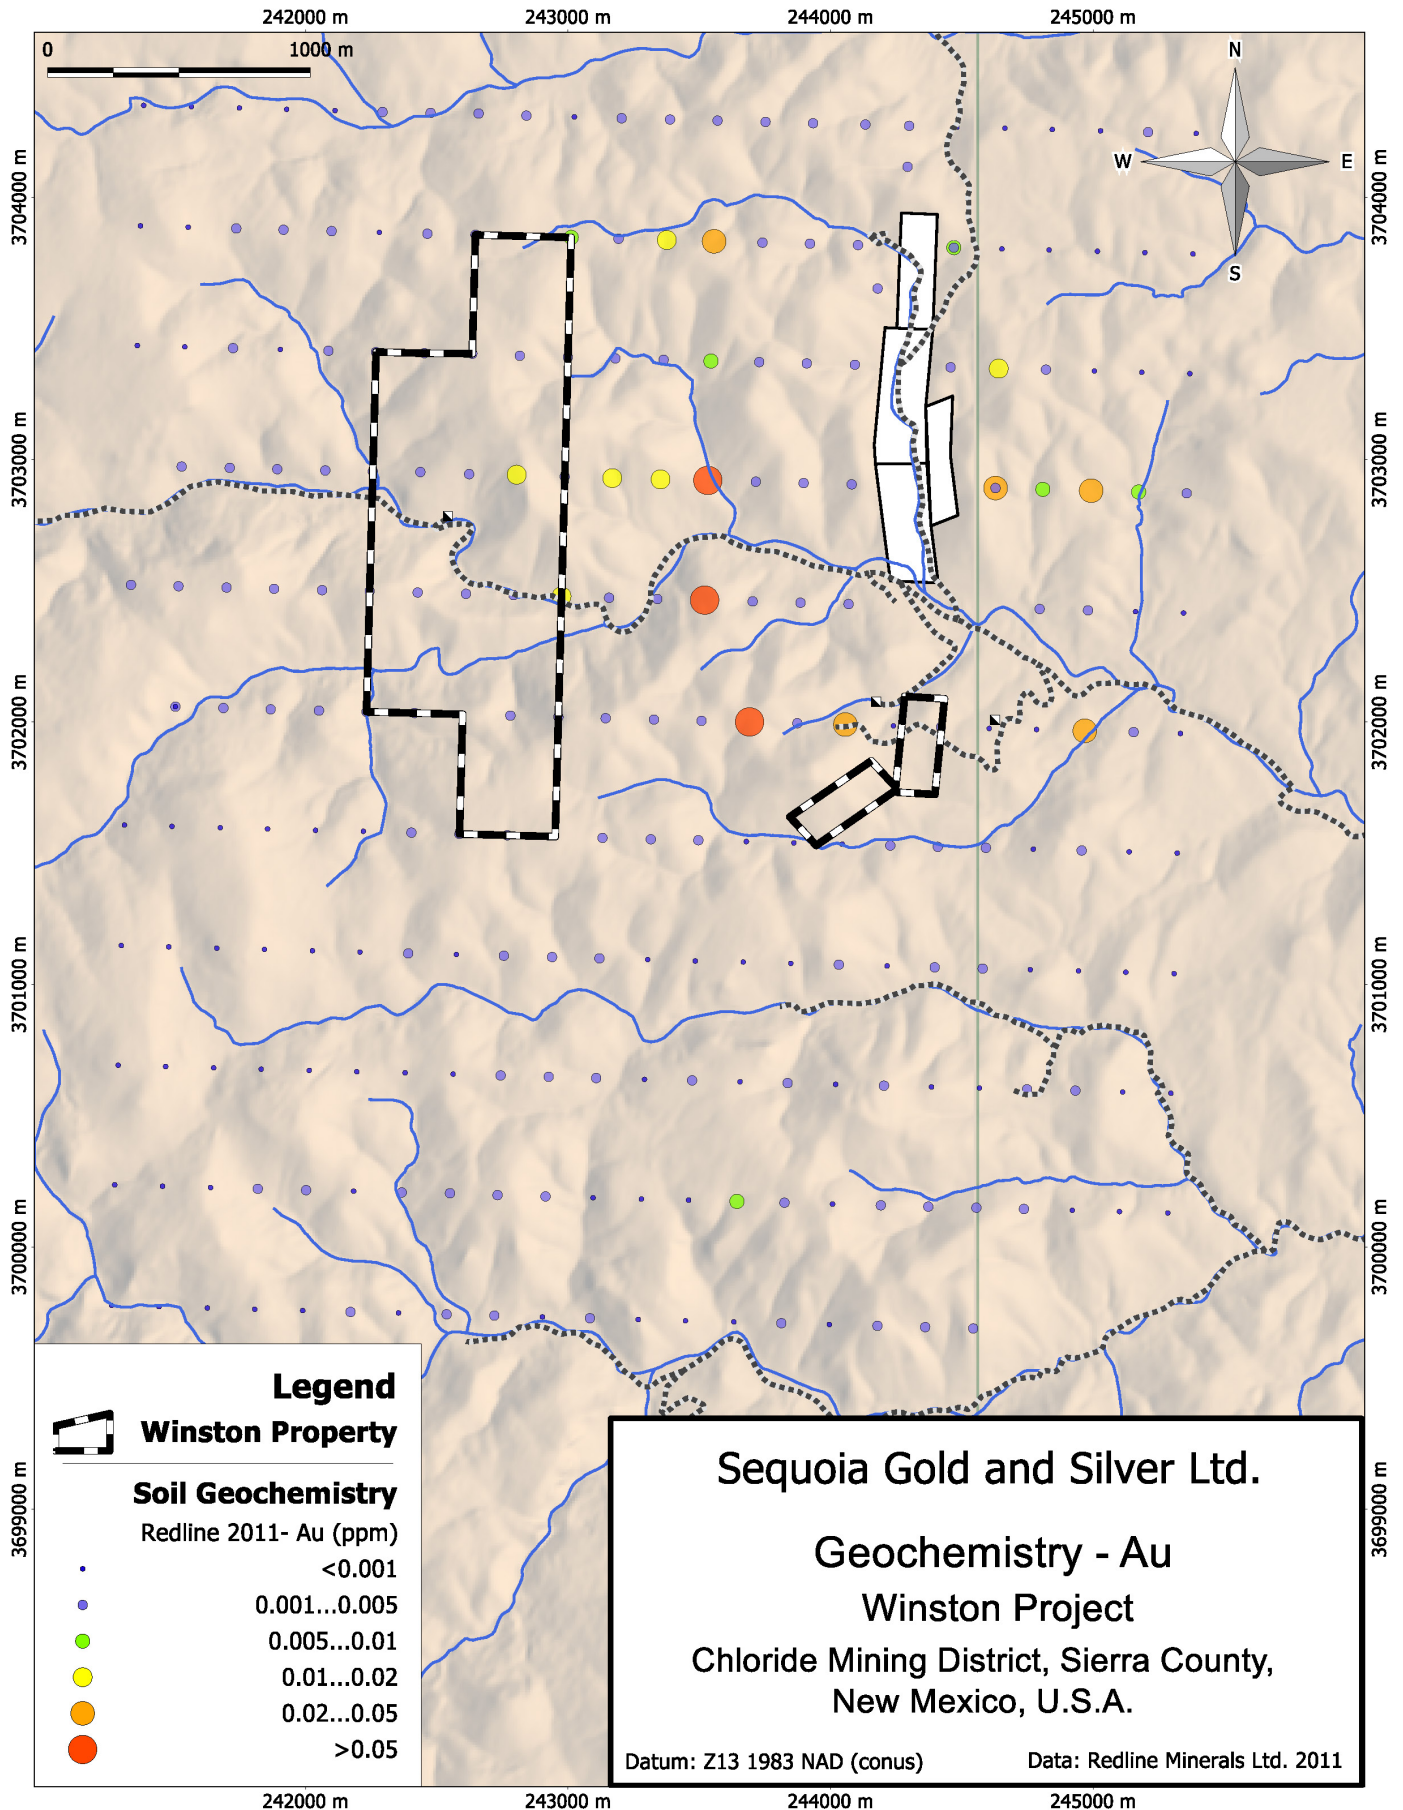 242000 m 243000 m 244000 m 245000 m
0 1000 m
N
W E
S
3704000 m 3704000 m
3703000 m 3703000 m
3702000 m 3702000 m
3701000 m 3701000 m
3700000 m 3700000 m
3699000 m 3699000 m
Legend
Winston Property
Soil Geochemistry
Redline 2011- Au (ppm)
<0.001
0.001...0.005
0.005...0.01
0.01...0.02
0.02...0.05
>0.05
Sequoia Gold and Silver Ltd.
Geochemistry - Au
Winston Project
Chloride Mining District, Sierra County,
New Mexico, U.S.A.
Datum: Z13 1983 NAD (conus) Data: Redline Minerals Ltd. 2011
242000 m 243000 m 244000 m 245000 m